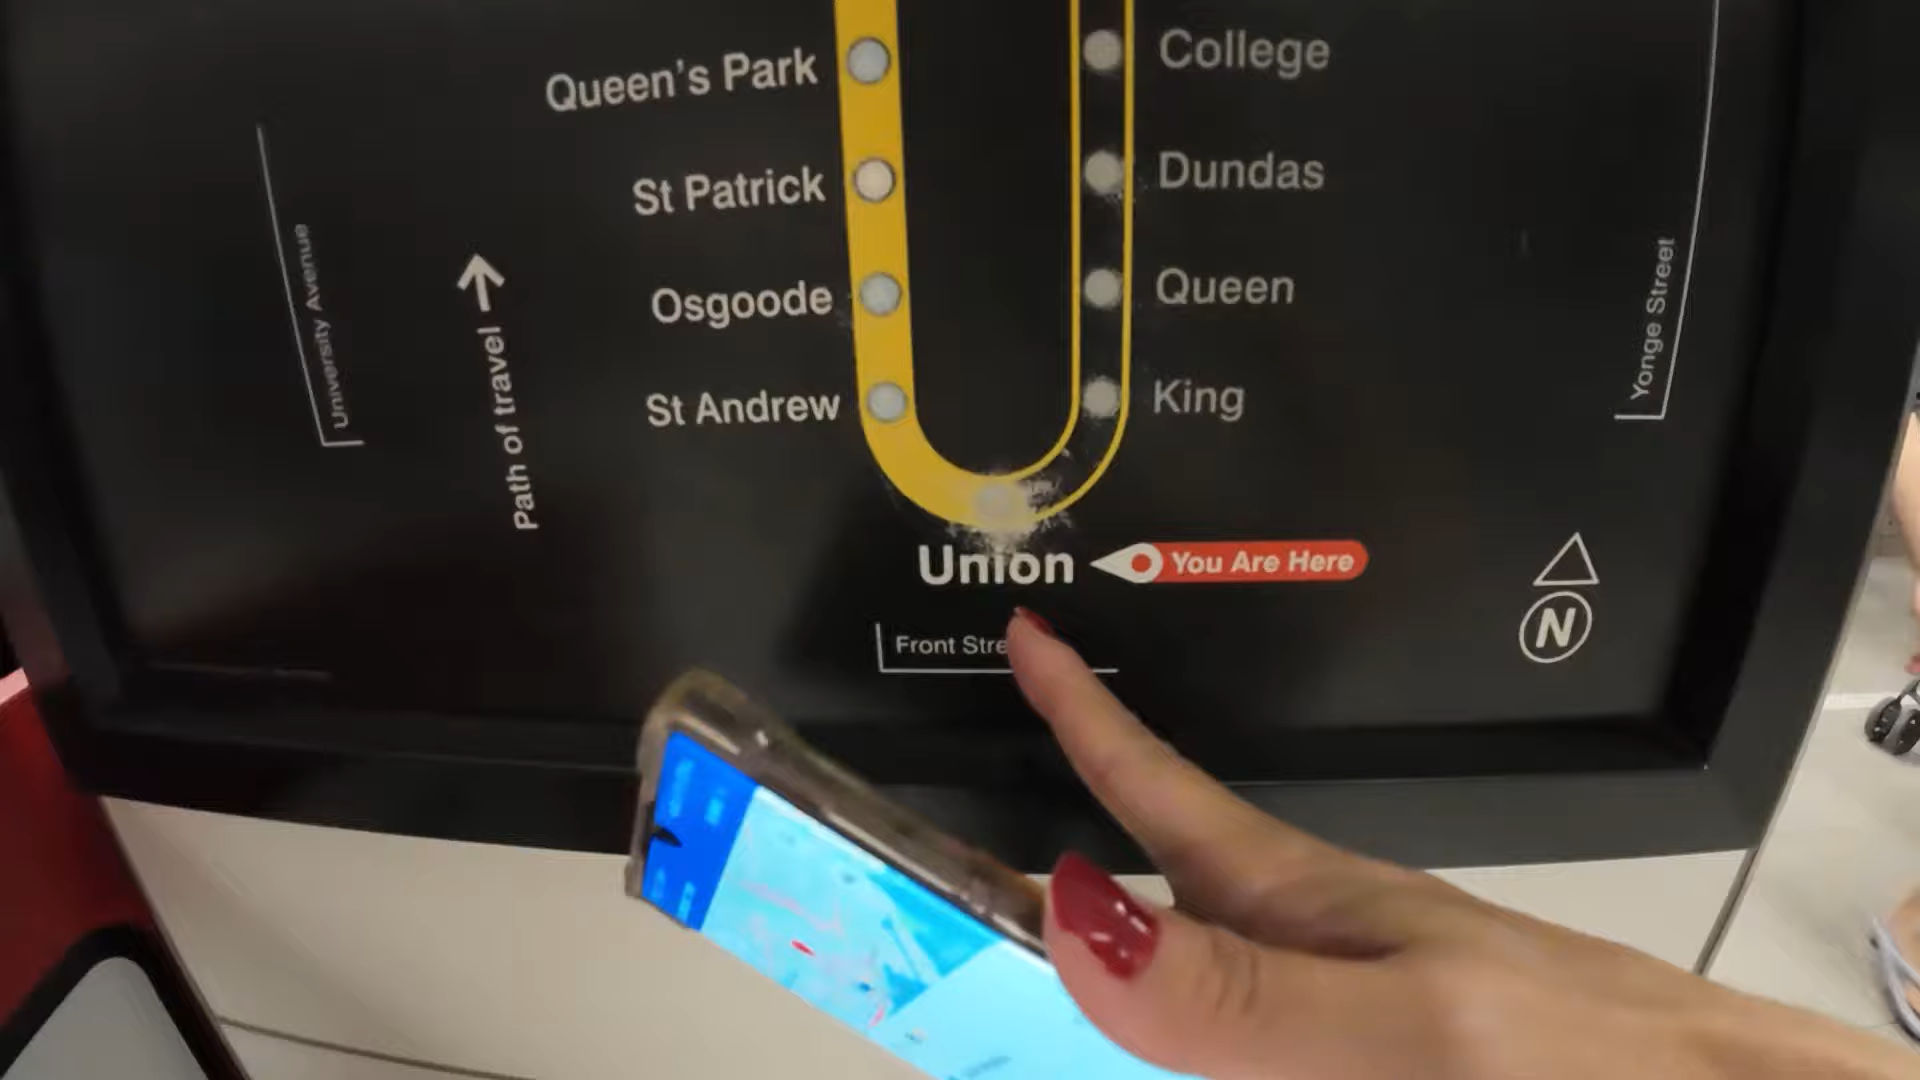 Queen's Park
College
St Patrick
Dundas
Osgoode
Queen
St Andrew
King
University Avenue
Path of travel
Yonge Street
Union
You Are Here
Front
N